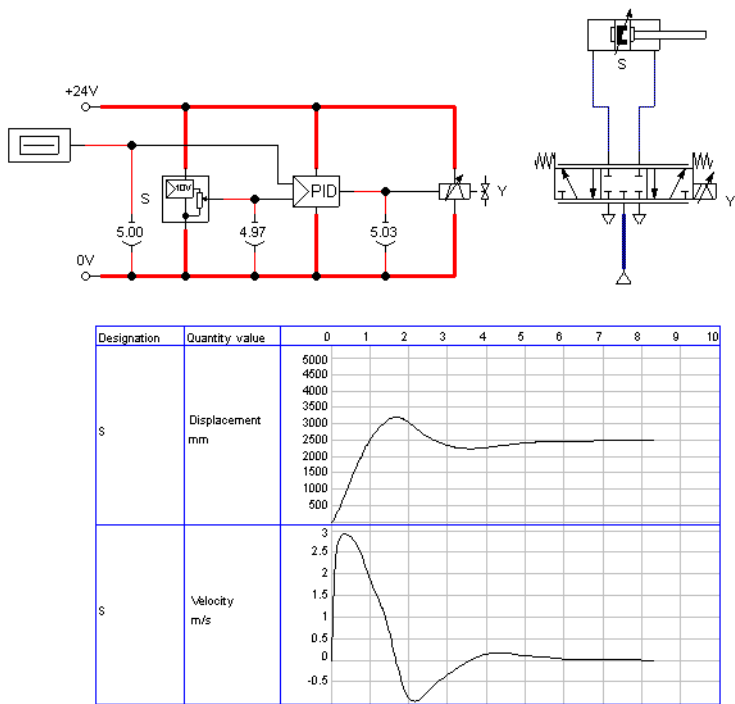 S
+24V
10V
S
PID
Y
5.00
4.97
5.03
0V
Y
Designation Quantity value 0 1 2 3 4 5 6 7 8 9 10
5000
4500
4000
3500
3000
2500
2000
1500
1000
500
S
Displacement
mm
3
2.5
2
1.5
1
0.5
0
-0.5
S
Velocity
m/s